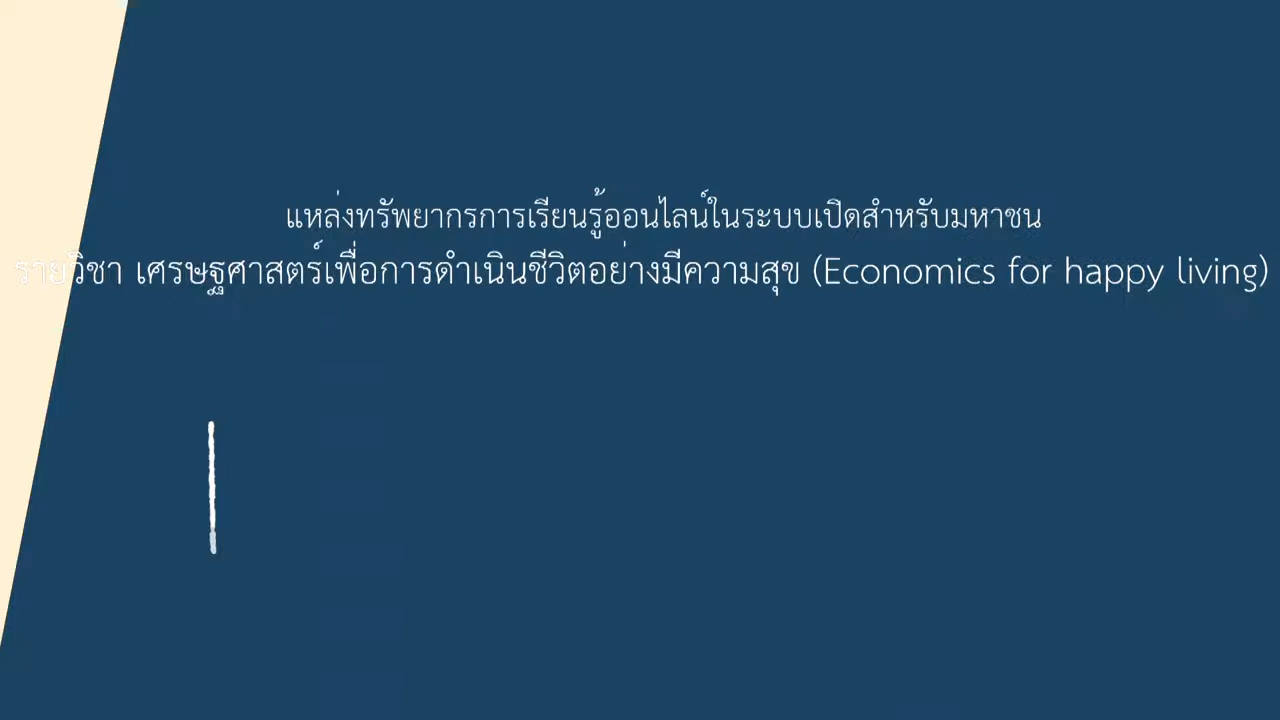 แหล่งทรัพยากรการเรียนรู้ออนไลน์ในระบบเปิดสำหรับมหาชน
รายวิชา เศรษฐศาสตร์เพื่อการดำเนินชีวิตอย่างมีความสุข (Economics for happy living)